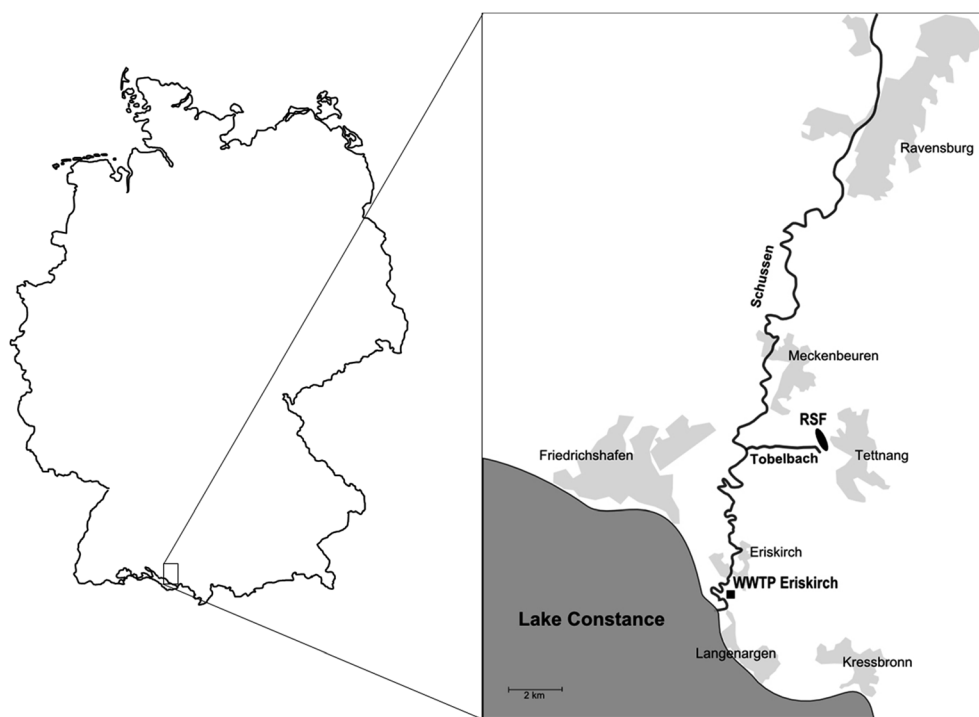 Ravensburg
Schussen
Meckenbeuren
RSF
Friedrichshafen
Tobelbach
Tettnang
Eriskirch
WWTP Eriskirch
Lake Constance
Langenargen
Kressbronn
2 km